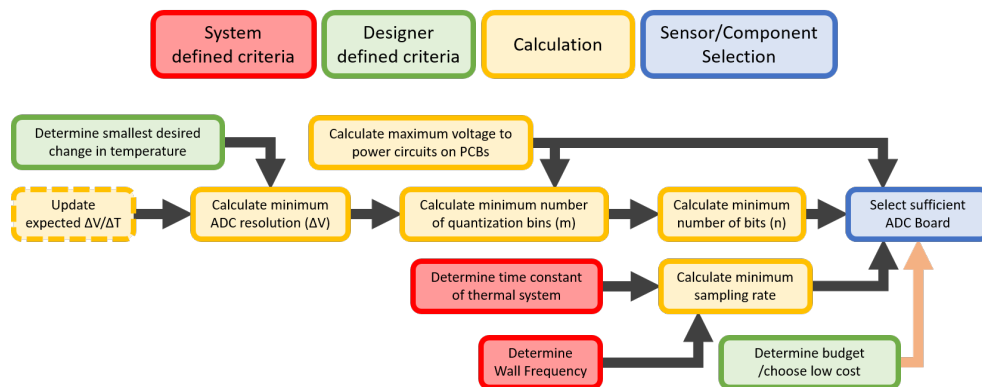 System
defined criteria
Designer
defined criteria
Calculation
Sensor/Component
Selection
Determine smallest desired
change in temperature
Calculate maximum voltage to
power circuits on PCBs
Update
expected ΔV/ΔT
Calculate minimum
ADC resolution (ΔV)
Calculate minimum number
of quantization bins (m)
Calculate minimum
number of bits (n)
Select sufficient
ADC Board
Determine time constant
of thermal system
Calculate minimum
sampling rate
Determine
Wall Frequency
Determine budget
/choose low cost